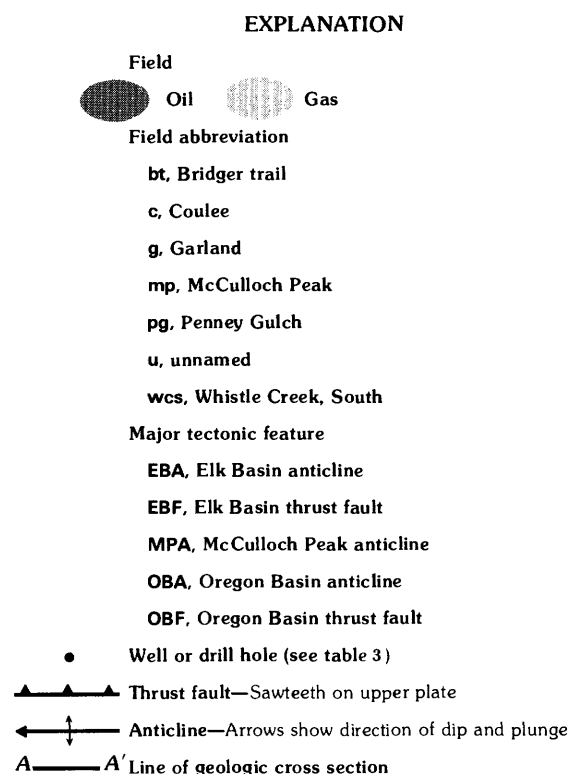 EXPLANATION
Field
Oil Gas
Field abbreviation
bt, Bridger trail
c, Coulee
g, Garland
mp, McCulloch Peak
pg, Penney Gulch
u, unnamed
wcs, Whistle Creek, South
Major tectonic feature
EBA, Elk Basin anticline
EBF, Elk Basin thrust fault
MPA, McCulloch Peak anticline
OBA, Oregon Basin anticline
OBF, Oregon Basin thrust fault
Well or drill hole (see table 3)
Thrust fault—Sawteeth on upper plate
Anticline—Arrows show direction of dip and plunge
A A′ Line of geologic cross section